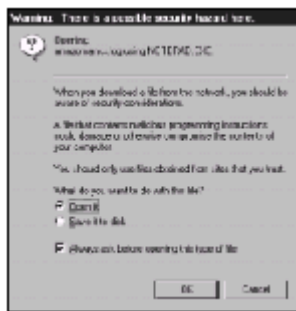 Warning: There is a possible security hazard here.
Opening:
using NOTEPAD.EXE.
When you download a file from the network, you should be
aware of security considerations.
A file that contains malicious programming instructions
could damage or otherwise compromise the contents of
your computer.
You should only use files obtained from sites that you trust.
What do you want to do with this file?
Open it
Save it to disk
Always ask before opening this type of file
OK
Cancel